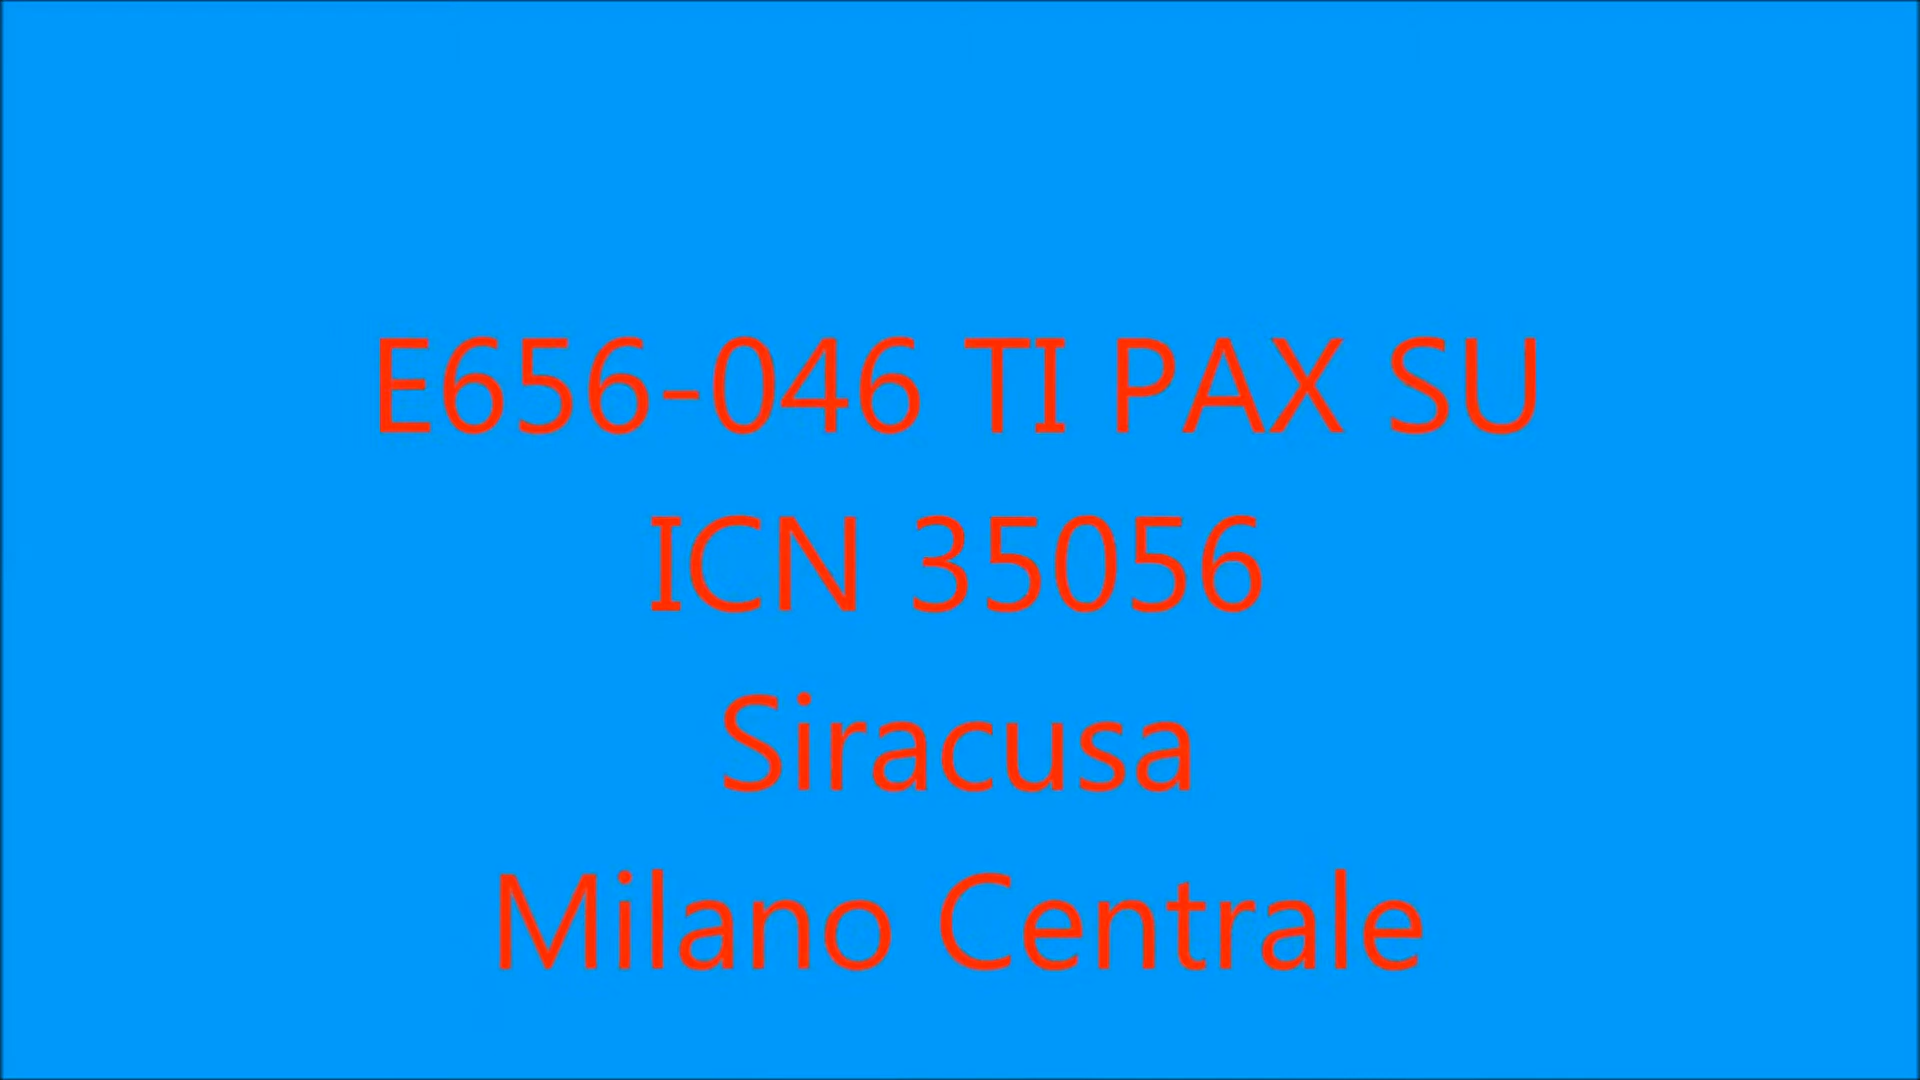 E656-046 TI PAX SU
ICN 35056
Siracusa
Milano Centrale